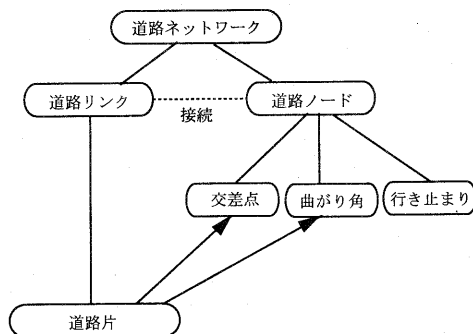 道路ネットワーク
道路リンク
道路ノード
接続
交差点
曲がり角
行き止まり
道路片